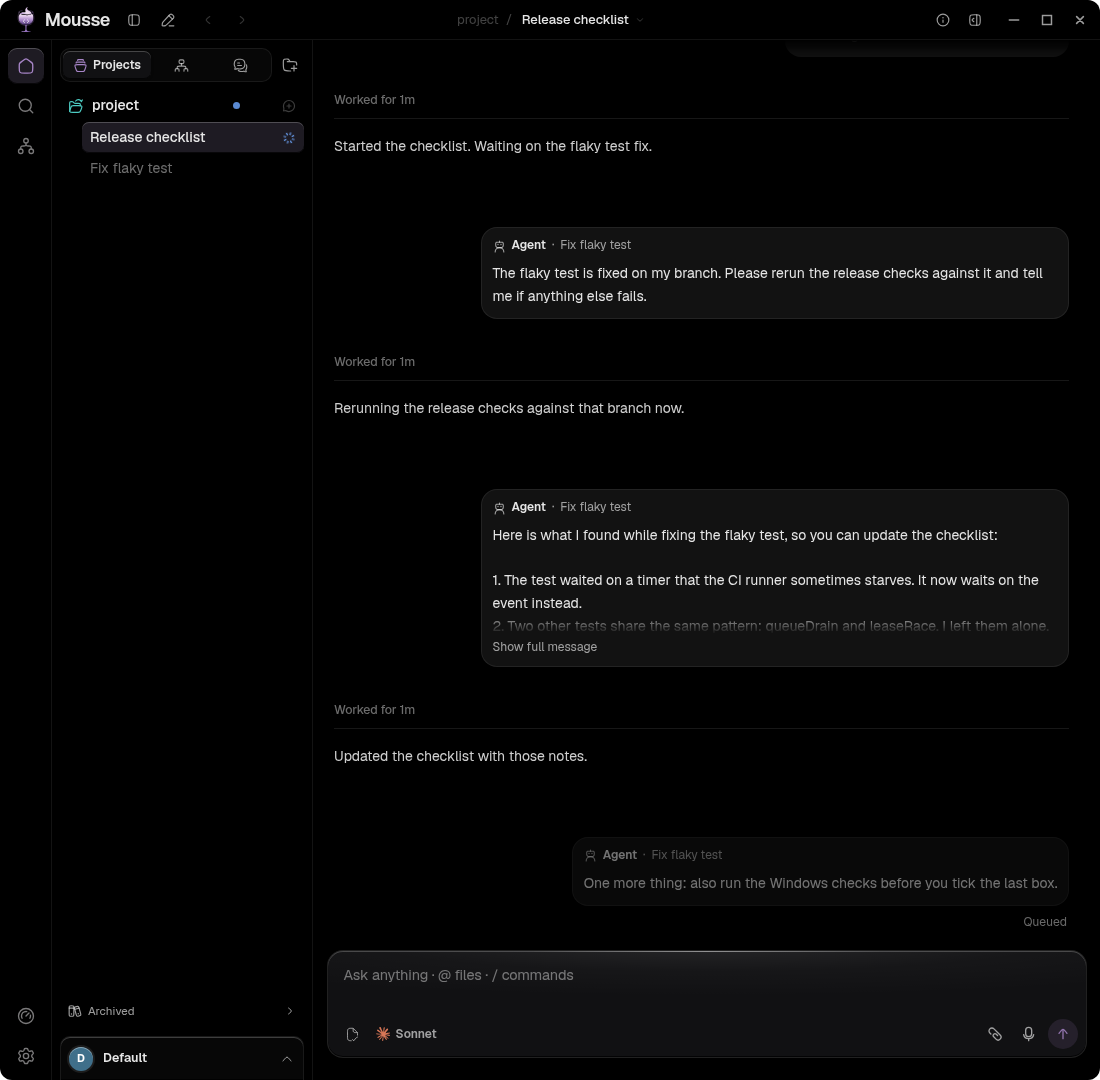 Mousse
project / Release checklist
Projects
project
Release checklist
Fix flaky test
Worked for 1m
Started the checklist. Waiting on the flaky test fix.
Agent · Fix flaky test
The flaky test is fixed on my branch. Please rerun the release checks against it and tell
me if anything else fails.
Worked for 1m
Rerunning the release checks against that branch now.
Agent · Fix flaky test
Here is what I found while fixing the flaky test, so you can update the checklist:
1. The test waited on a timer that the CI runner sometimes starves. It now waits on the
event instead.
2. Two other tests share the same pattern: queueDrain and leaseRace. I left them alone.
Show full message
Worked for 1m
Updated the checklist with those notes.
Agent · Fix flaky test
One more thing: also run the Windows checks before you tick the last box.
Queued
Ask anything · @ files · / commands
Sonnet
Archived
D
Default